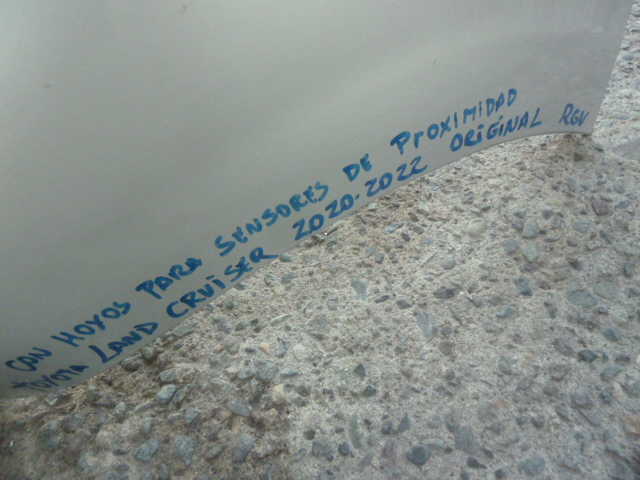 CON HOYOS PARA SENSORES DE PROXIMIDAD
TOYOTA LAND CRUISER 2020-2022 ORIGINAL RGV